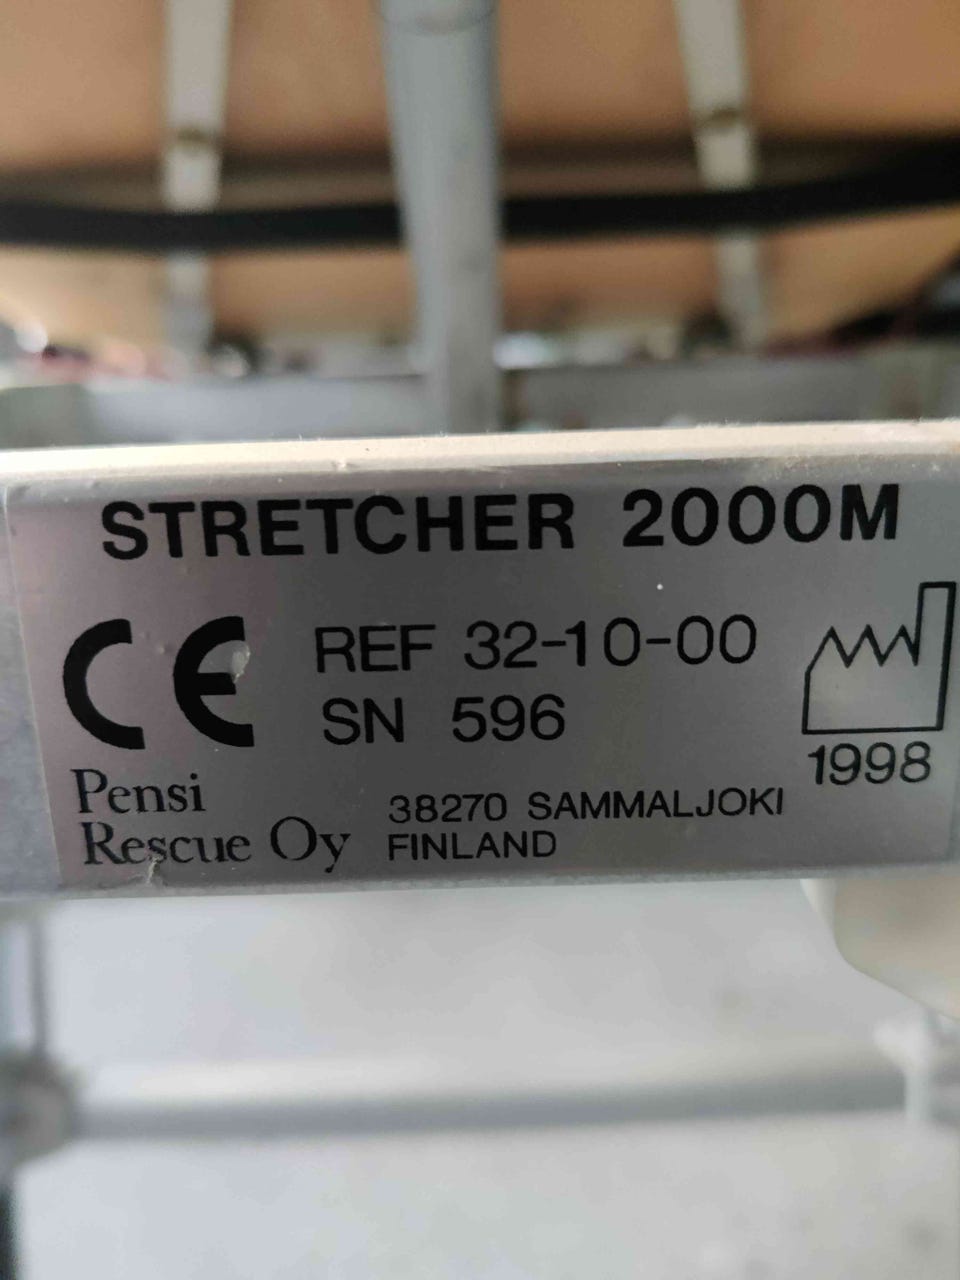 STRETCHER 2000M
CE REF 32-10-00
SN 596
1998
Pensi
Rescue Oy
38270 SAMMALJOKI
FINLAND